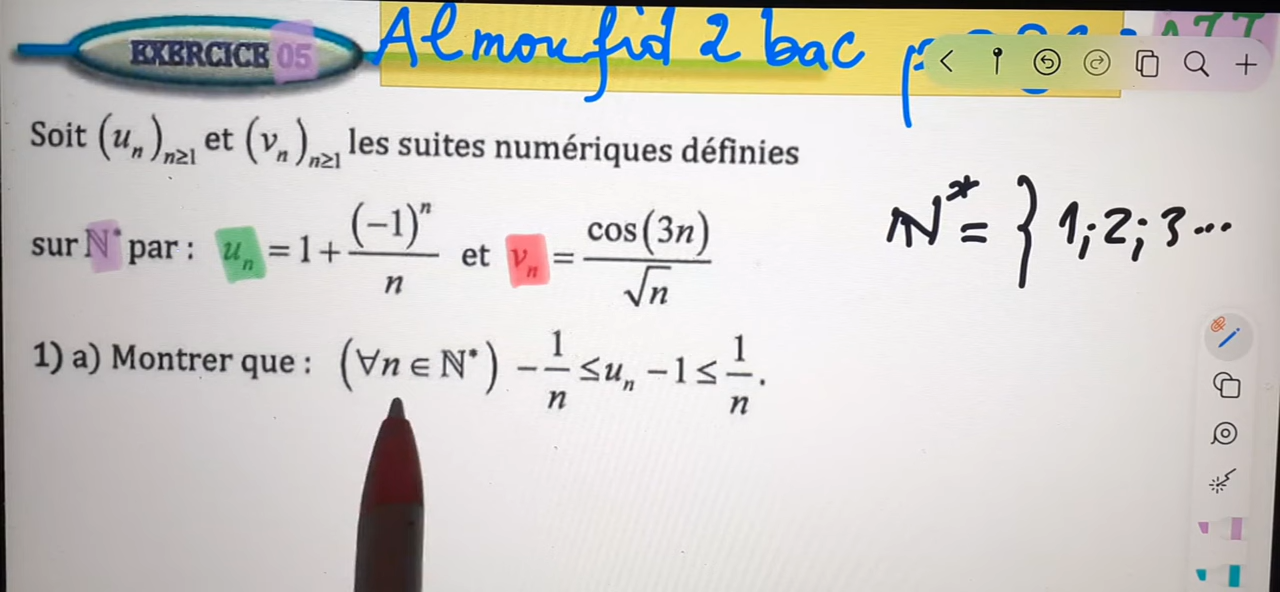 EXERCICE 05
Almoufid 2 bac
Soit (uₙ)ₙ≥₁ et (vₙ)ₙ≥₁ les suites numériques définies
sur ℕ* par : uₙ = 1 + (-1)ⁿ/n et vₙ = cos(3n)/√n
ℕ* = } 1; 2; 3 ...
1) a) Montrer que : (∀n ∈ ℕ*) -1/n ≤ uₙ - 1 ≤ 1/n.